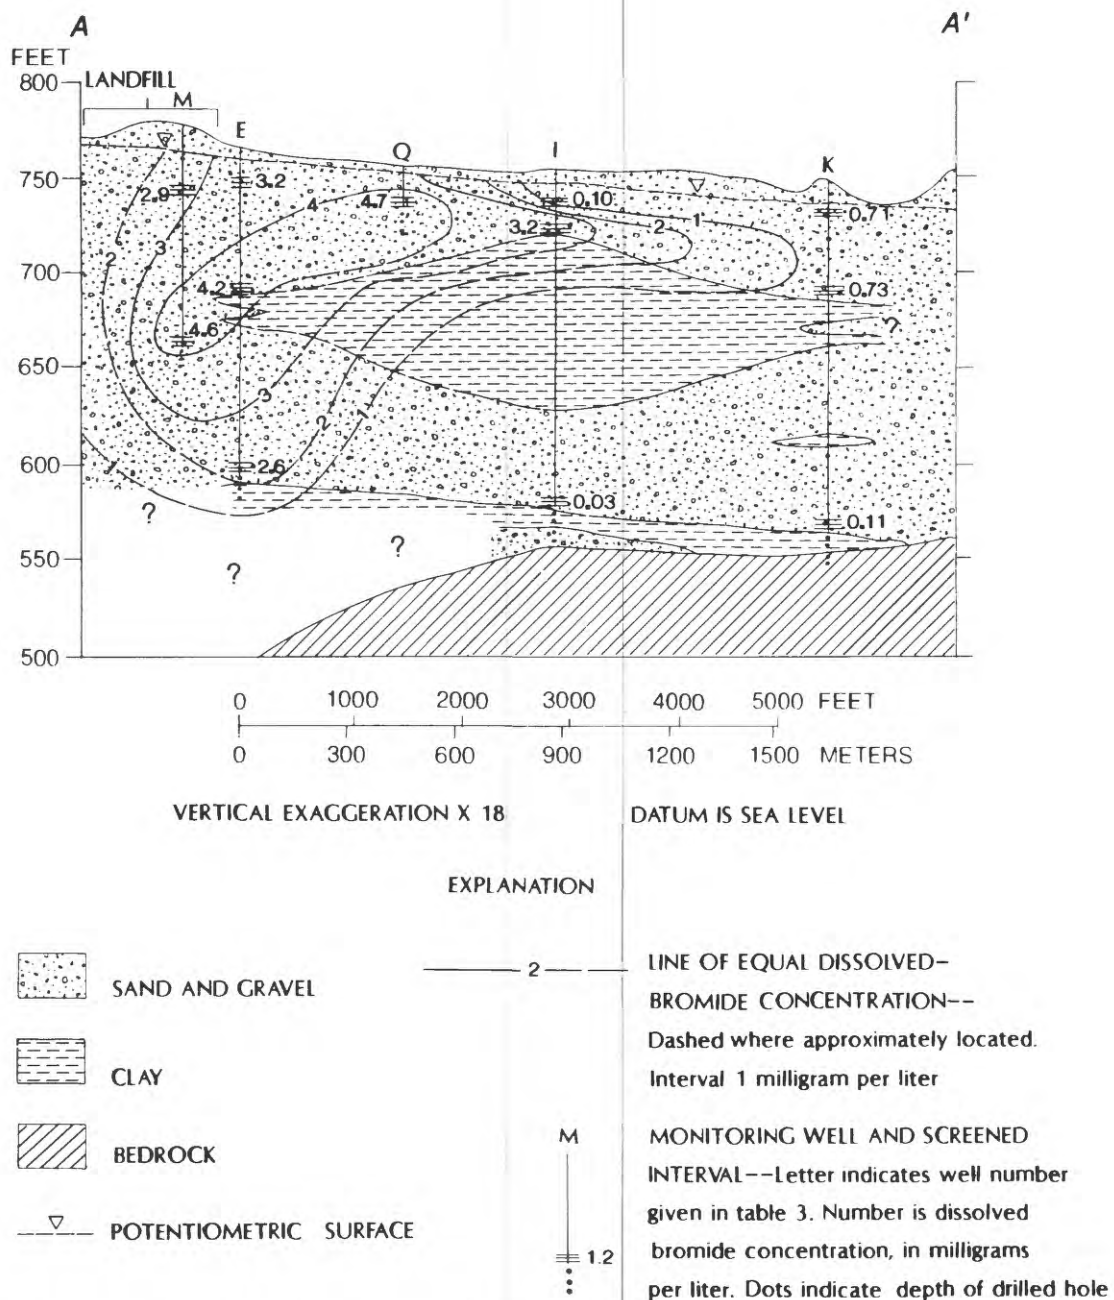 A A'
FEET
800
LANDFILL
M
E
Q
I
K
750
2.9
3.2
4.7
0.10
0.71
4
3.2
1
2
2
3
700
4.2
0.73
4.6
?
650
3
2
1
600
1
2.6
0.03
0.11
?
?
?
550
500
0 1000 2000 3000 4000 5000 FEET
0 300 600 900 1200 1500 METERS
VERTICAL EXAGGERATION X 18 DATUM IS SEA LEVEL
EXPLANATION
SAND AND GRAVEL
CLAY
BEDROCK
POTENTIOMETRIC SURFACE
2
LINE OF EQUAL DISSOLVED-
BROMIDE CONCENTRATION--
Dashed where approximately located.
Interval 1 milligram per liter
M
1.2
MONITORING WELL AND SCREENED
INTERVAL--Letter indicates well number
given in table 3. Number is dissolved
bromide concentration, in milligrams
per liter. Dots indicate depth of drilled hole